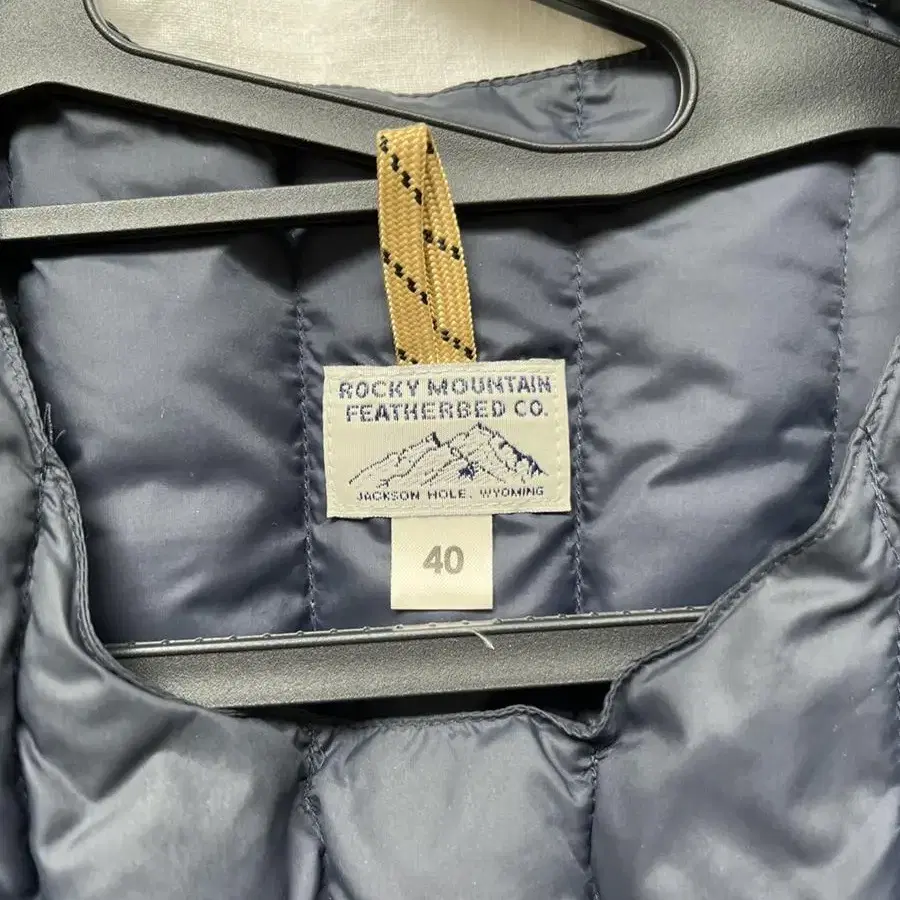 ROCKY MOUNTAIN
FEATHERBED CO.
JACKSON HOLE, WYOMING
40